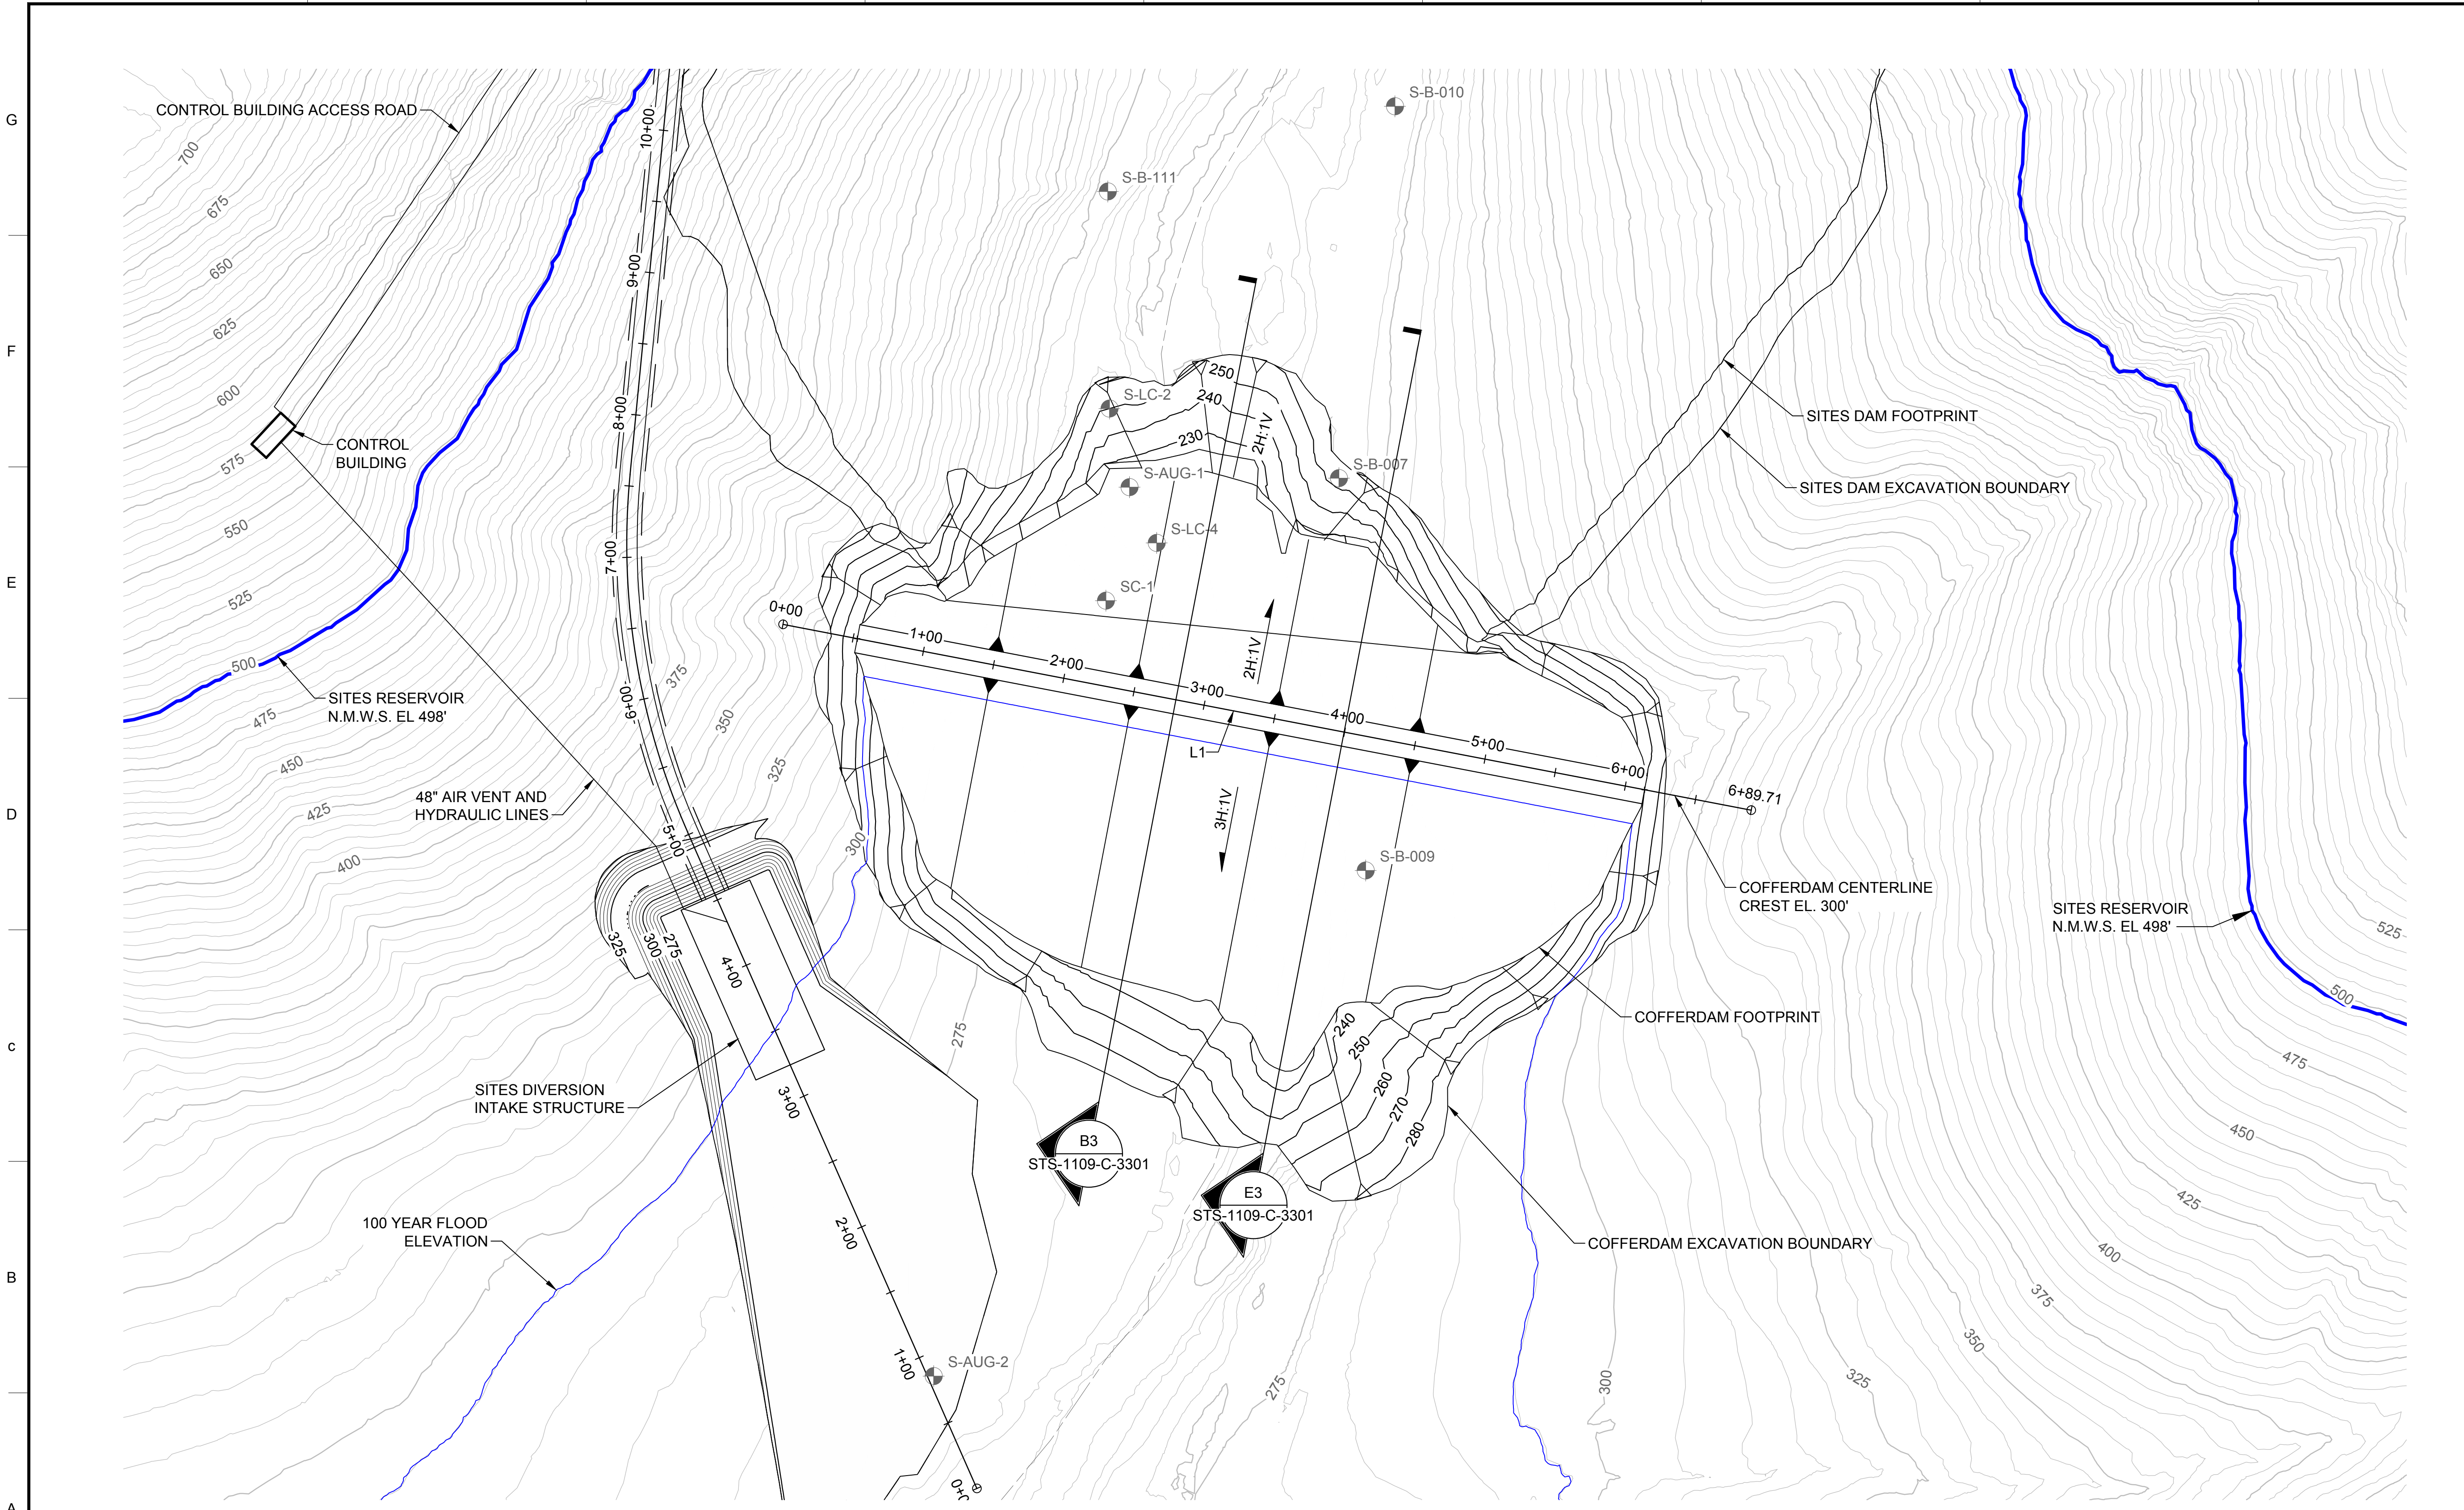 G
F
E
D
c
B
A
CONTROL BUILDING ACCESS ROAD
700
675
650
625
600
575
550
525
500
475
450
425
400
375
350
325
300
275
CONTROL
BUILDING
SITES RESERVOIR
N.M.W.S. EL 498'
48" AIR VENT AND
HYDRAULIC LINES
10+00
9+00
8+00
7+00
6+00
5+00
4+00
3+00
2+00
1+00
325
300
275
SITES DIVERSION
INTAKE STRUCTURE
100 YEAR FLOOD
ELEVATION
S-AUG-2
S-B-010
S-B-111
S-LC-2
S-AUG-1
S-LC-4
SC-1
S-B-007
S-B-009
250
240
230
2H:1V
2H:1V
3H:1V
0+00
1+00
2+00
3+00
4+00
5+00
6+00
6+89.71
L1
240
250
260
270
280
B3
STS-1109-C-3301
E3
STS-1109-C-3301
SITES DAM FOOTPRINT
SITES DAM EXCAVATION BOUNDARY
COFFERDAM CENTERLINE
CREST EL. 300'
COFFERDAM FOOTPRINT
COFFERDAM EXCAVATION BOUNDARY
SITES RESERVOIR
N.M.W.S. EL 498'
525
500
475
450
425
400
375
350
325
300
275